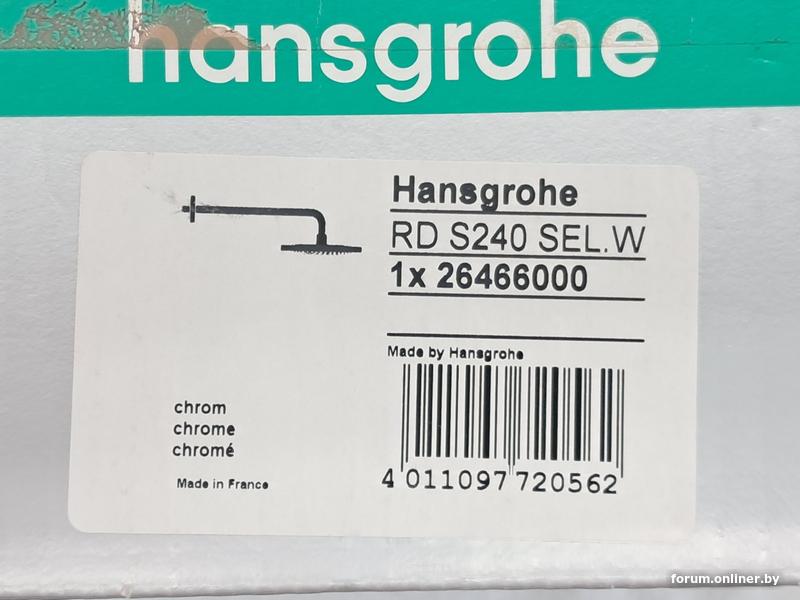 hansgrohe
Hansgrohe
RD S240 SEL.W
1x 26466000
Made by Hansgrohe
chrom
chrome
chromé
Made in France
4 011097 720562
forum.onliner.by